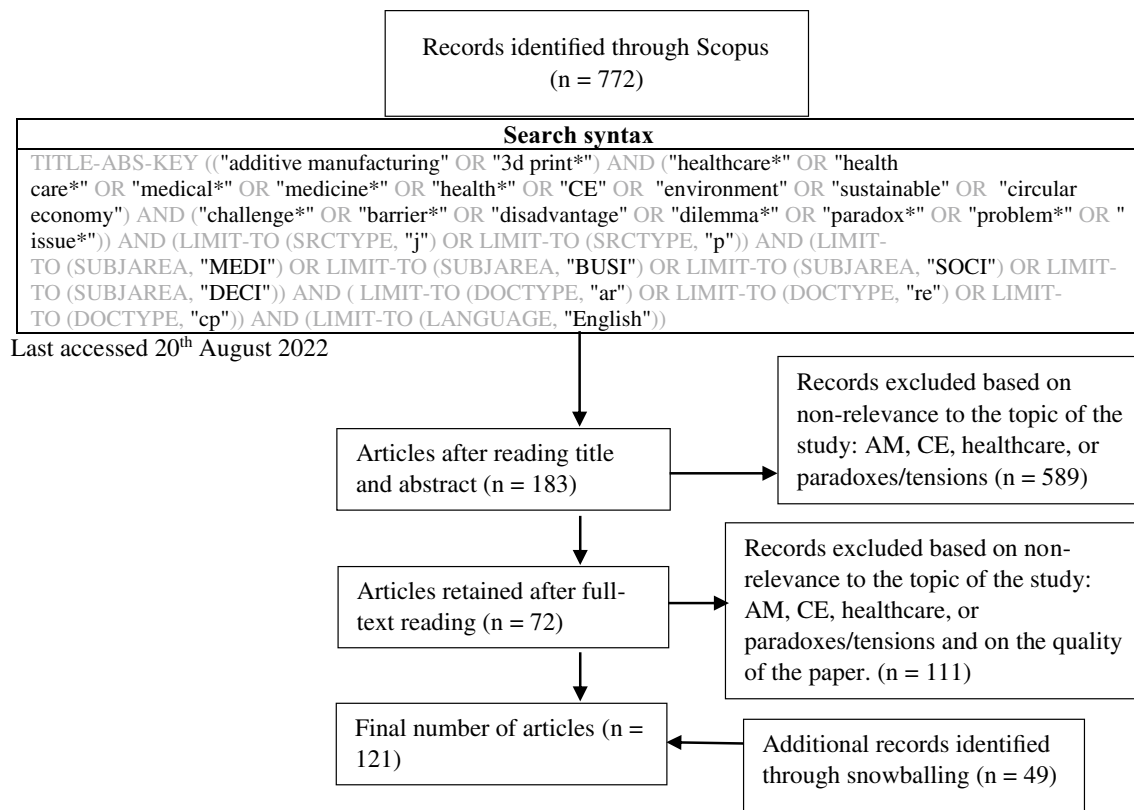 Records identified through Scopus
(n = 772)
Search syntax
TITLE-ABS-KEY (("additive manufacturing" OR "3d print*") AND ("healthcare*" OR "health
care*" OR "medical*" OR "medicine*" OR "health*" OR "CE" OR "environment" OR "sustainable" OR "circular
economy") AND ("challenge*" OR "barrier*" OR "disadvantage" OR "dilemma*" OR "paradox*" OR "problem*" OR "
issue*")) AND (LIMIT-TO (SRCTYPE, "j") OR LIMIT-TO (SRCTYPE, "p")) AND (LIMIT-
TO (SUBJAREA, "MEDI") OR LIMIT-TO (SUBJAREA, "BUSI") OR LIMIT-TO (SUBJAREA, "SOCI") OR LIMIT-
TO (SUBJAREA, "DECI")) AND ( LIMIT-TO (DOCTYPE, "ar") OR LIMIT-TO (DOCTYPE, "re") OR LIMIT-
TO (DOCTYPE, "cp")) AND (LIMIT-TO (LANGUAGE, "English"))
Last accessed 20th August 2022
Records excluded based on
non-relevance to the topic of the
study: AM, CE, healthcare, or
paradoxes/tensions (n = 589)
Articles after reading title
and abstract (n = 183)
Records excluded based on non-
relevance to the topic of the study:
AM, CE, healthcare, or
paradoxes/tensions and on the quality
of the paper. (n = 111)
Articles retained after full-
text reading (n = 72)
Final number of articles (n =
121)
Additional records identified
through snowballing (n = 49)